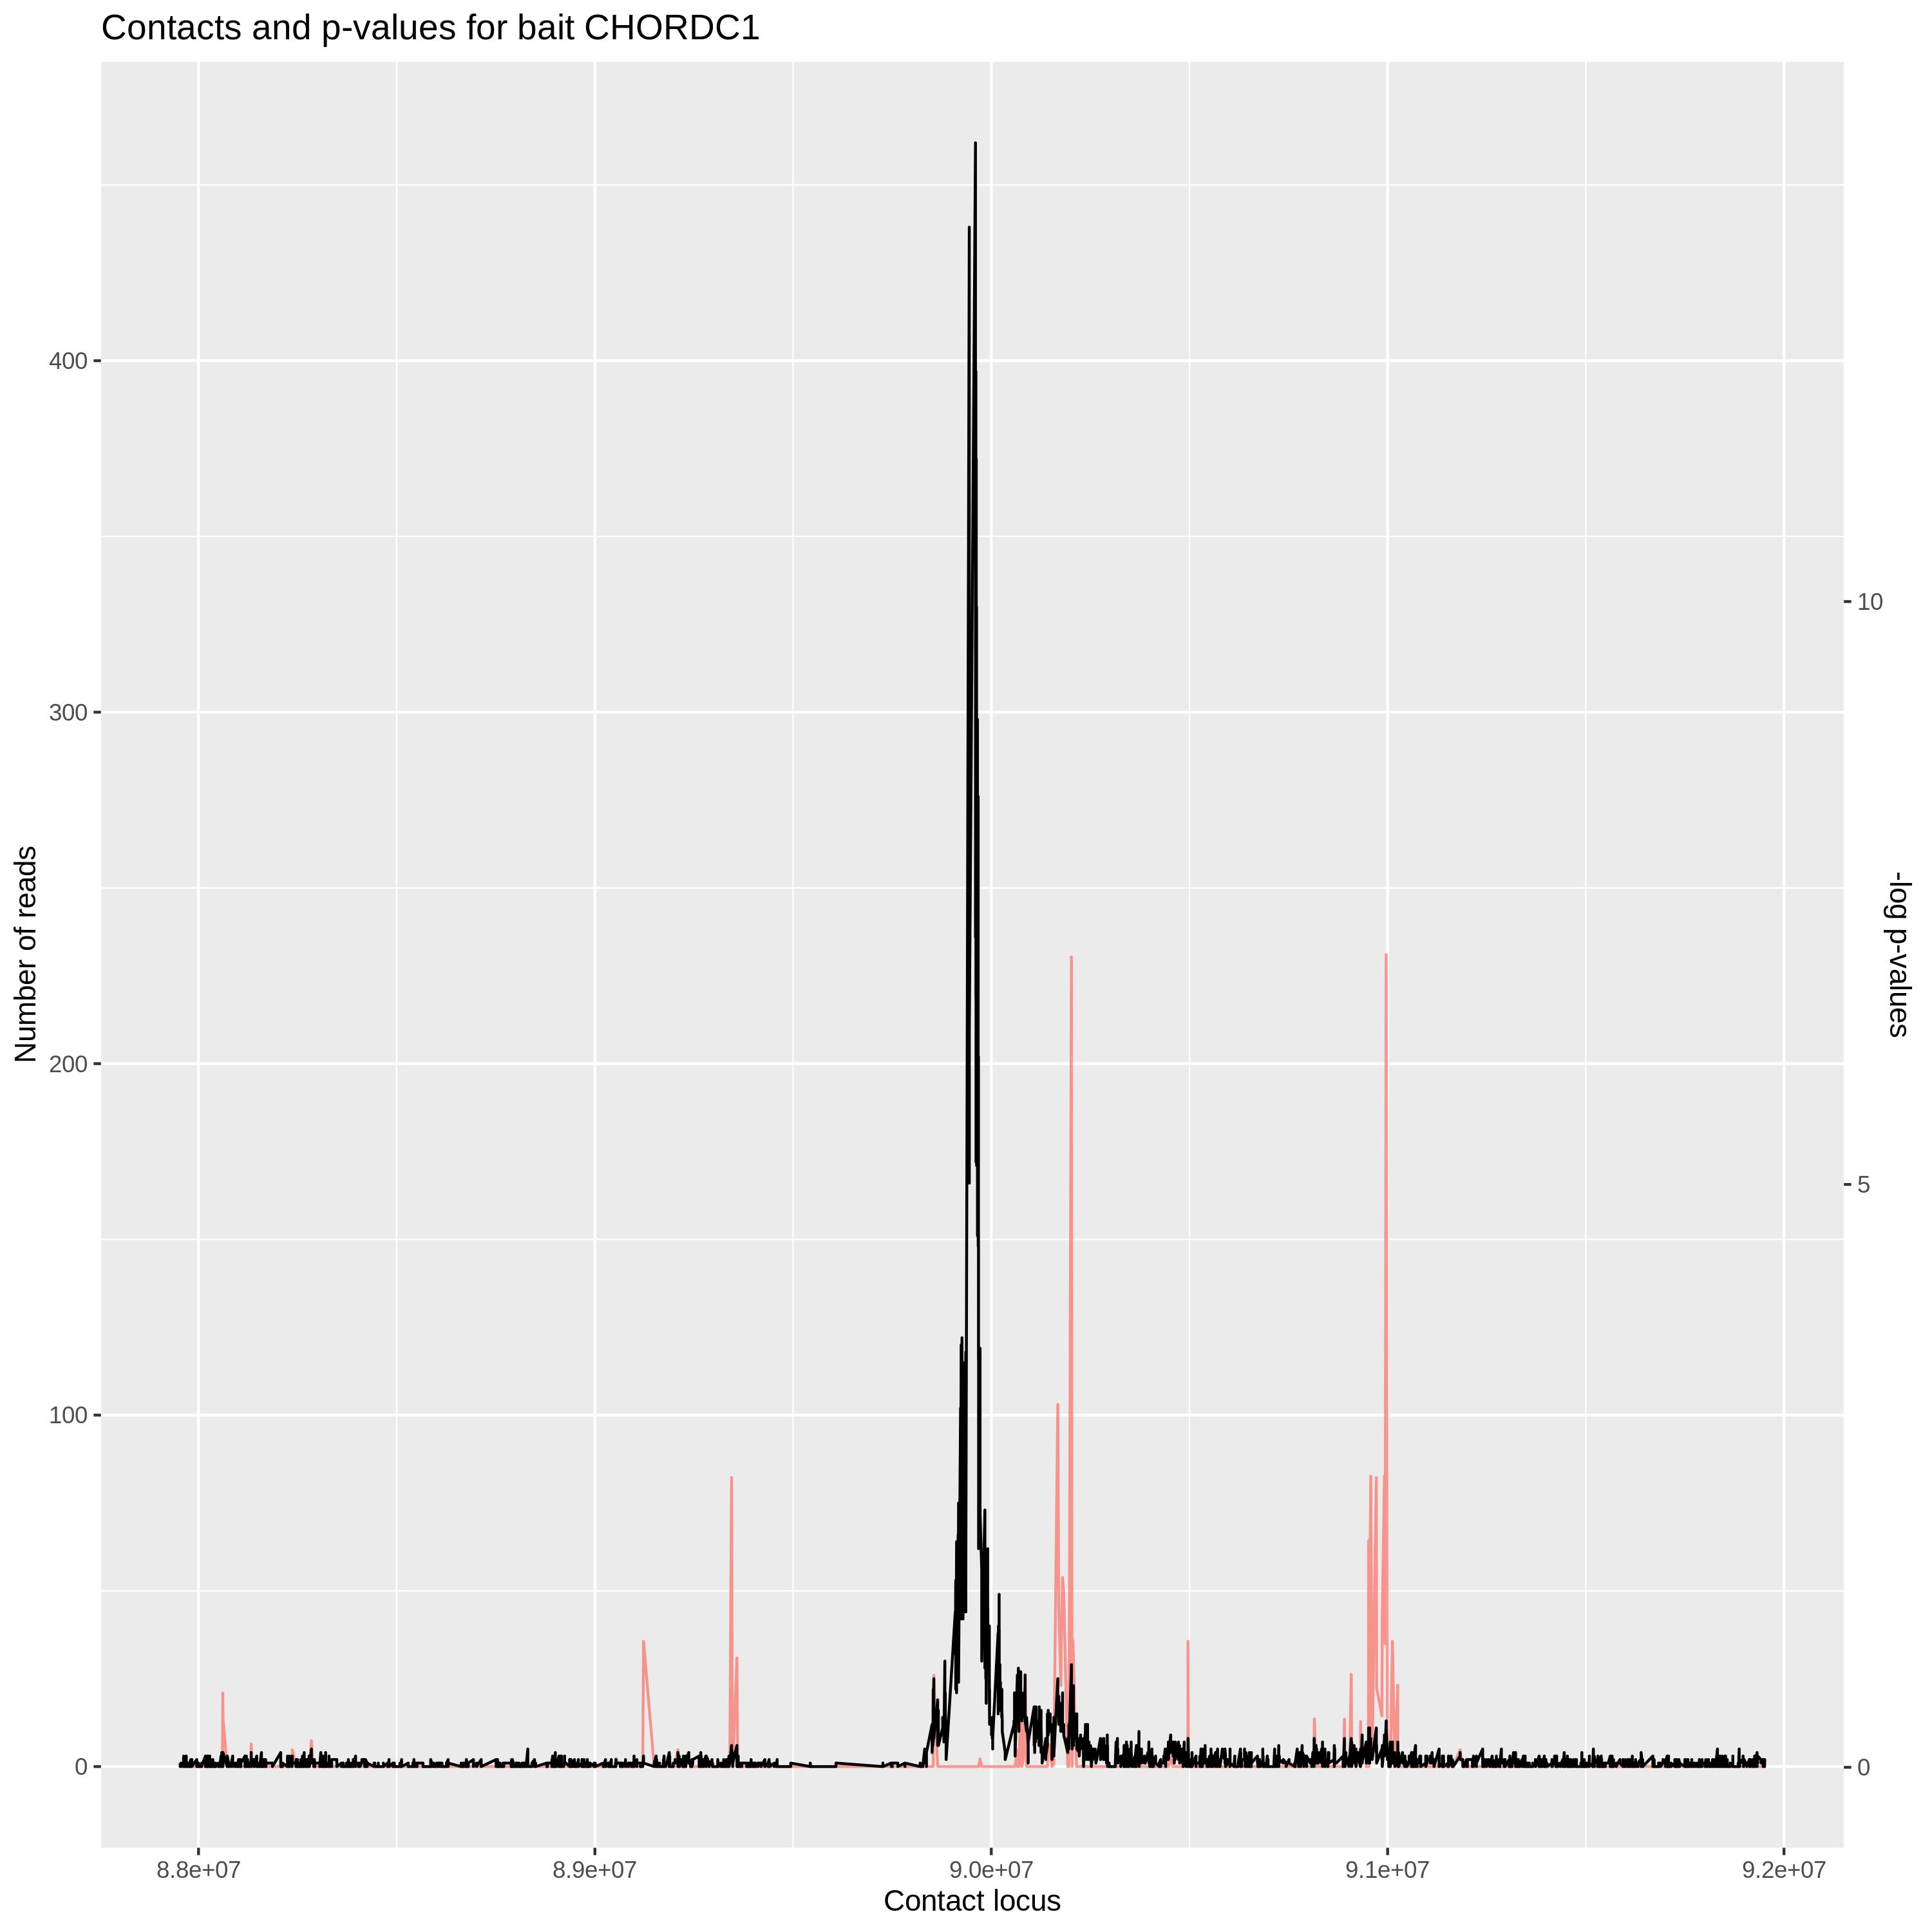 Contacts and p-values for bait CHORDC1
Number of reads
400
300
200
100
0
10
5
0
-log p-values
8.8e+07
8.9e+07
9.0e+07
9.1e+07
9.2e+07
Contact locus